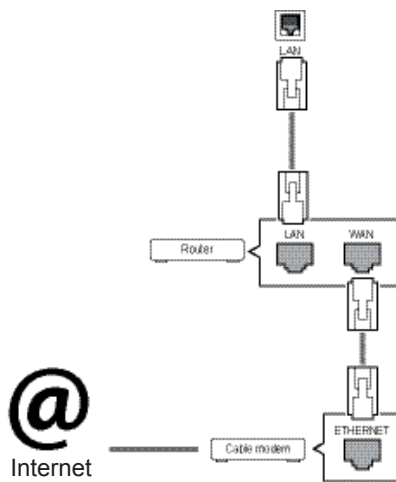 LAN
LAN
WAN
Router
ETHERNET
@
Cable modem
Internet